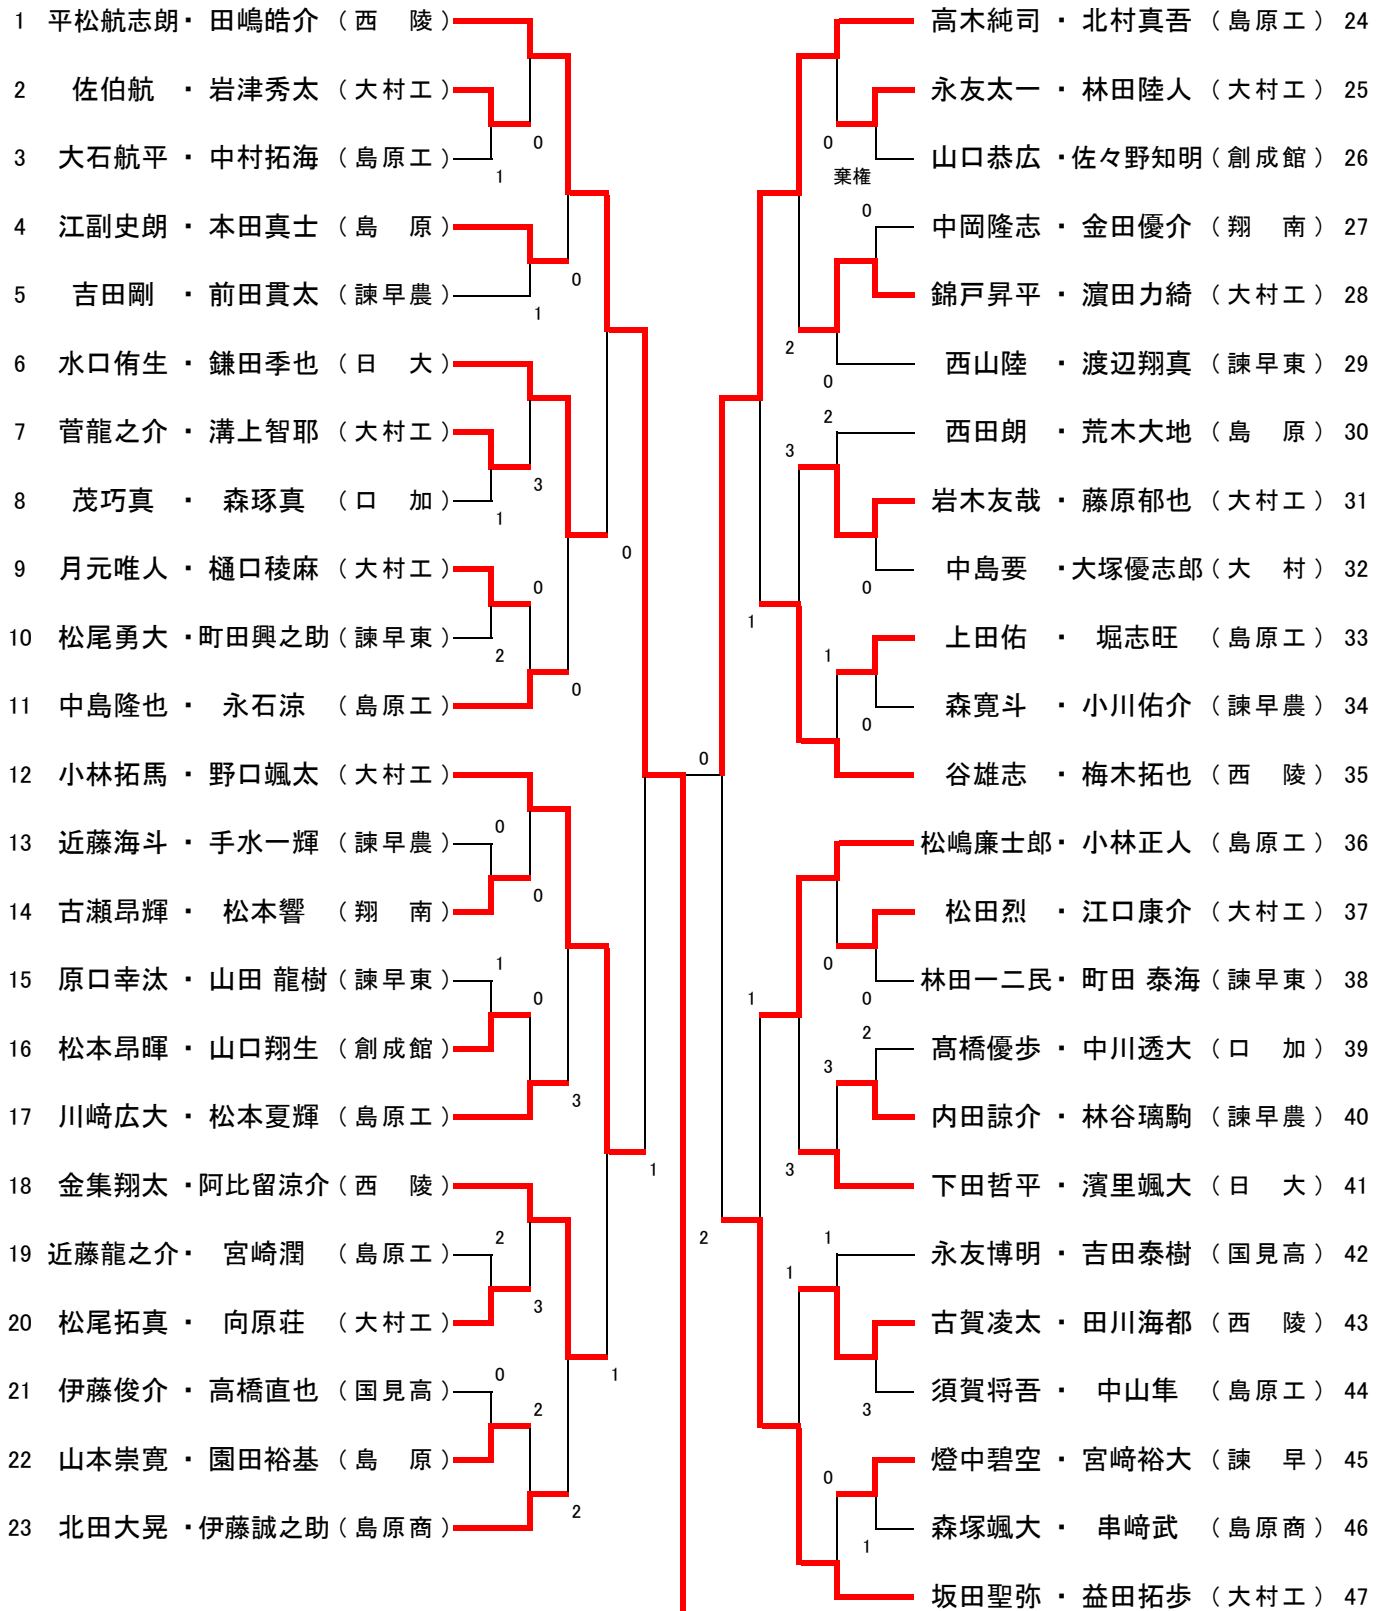 1 平松航志朗・ 田嶋皓介 （ 西　陵 ）
2 佐伯航 ・ 岩津秀太 （ 大村工 ）
0
3 大石航平 ・ 中村拓海 （ 島原工 ）
1
4 江副史朗 ・ 本田真士 （ 島　原 ）
0
5 吉田剛 ・ 前田貫太 （ 諫早農 ）
1
6 水口侑生 ・ 鎌田季也 （ 日　大 ）
7 菅龍之介 ・ 溝上智耶 （ 大村工 ）
3
8 茂巧真 ・ 森琢真 （ 口　加 ）
1
0
9 月元唯人 ・ 樋口稜麻 （ 大村工 ）
0
10 松尾勇大 ・町田興之助 （ 諫早東 ）
2
0
11 中島隆也 ・ 永石涼 （ 島原工 ）
12 小林拓馬 ・ 野口颯太 （ 大村工 ）
0
13 近藤海斗 ・ 手水一輝 （ 諫早農 ）
0
14 古瀬昂輝 ・ 松本響 （ 翔　南 ）
1
15 原口幸汰 ・ 山田 龍樹 （ 諫早東 ）
0
16 松本昂暉 ・ 山口翔生 （ 創成館 ）
3
17 川﨑広大 ・ 松本夏輝 （ 島原工 ）
1
18 金集翔太 ・阿比留涼介 （ 西　陵 ）
2
19 近藤龍之介・ 宮崎潤 （ 島原工 ）
3
20 松尾拓真 ・ 向原荘 （ 大村工 ）
0
1
21 伊藤俊介 ・ 高橋直也 （ 国見高 ）
2
22 山本崇寛 ・ 園田裕基 （ 島　原 ）
2
23 北田大晃 ・伊藤誠之助 （ 島原商 ）
0
高木純司 ・ 北村真吾 （ 島原工 ） 24
永友太一 ・ 林田陸人 （ 大村工 ） 25
0
山口恭広 ・佐々野知明 （ 創成館 ） 26
棄権
0
中岡隆志 ・ 金田優介 （ 翔　南 ） 27
錦戸昇平 ・ 濵田力綺 （ 大村工 ） 28
2
西山陸 ・ 渡辺翔真 （ 諫早東 ） 29
0
2
西田朗 ・ 荒木大地 （ 島　原 ） 30
3
岩木友哉 ・ 藤原郁也 （ 大村工 ） 31
中島要 ・大塚優志郎 （ 大　村 ） 32
0
1
上田佑 ・ 堀志旺 （ 島原工 ） 33
1
森寛斗 ・ 小川佑介 （ 諫早農 ） 34
0
谷雄志 ・ 梅木拓也 （ 西　陵 ） 35
松嶋廉士郎・ 小林正人 （ 島原工 ） 36
松田烈 ・ 江口康介 （ 大村工 ） 37
0
林田一二民・ 町田 泰海 （ 諫早東 ） 38
0
1
2
髙橋優歩 ・ 中川透大 （ 口　加 ） 39
3
内田諒介 ・ 林谷璃駒 （ 諫早農 ） 40
3
下田哲平 ・ 濱里颯大 （ 日　大 ） 41
2
1
永友博明 ・ 吉田泰樹 （ 国見高 ） 42
1
古賀凌太 ・ 田川海都 （ 西　陵 ） 43
須賀将吾 ・ 中山隼 （ 島原工 ） 44
3
燈中碧空 ・ 宮﨑裕大 （ 諫　早 ） 45
0
森塚颯大 ・ 串﨑武 （ 島原商 ） 46
1
坂田聖弥 ・ 益田拓歩 （ 大村工 ） 47